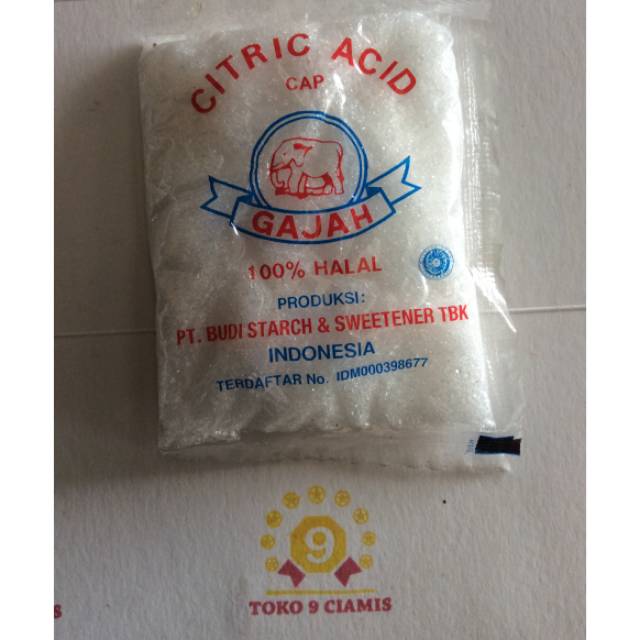 CITRIC ACID
CAP
GAJAH
100% HALAL
PRODUKSI:
PT. BUDI STARCH & SWEETENER TBK
INDONESIA
TERDAFTAR No. IDM000398677
9
TOKO 9 CIAMIS